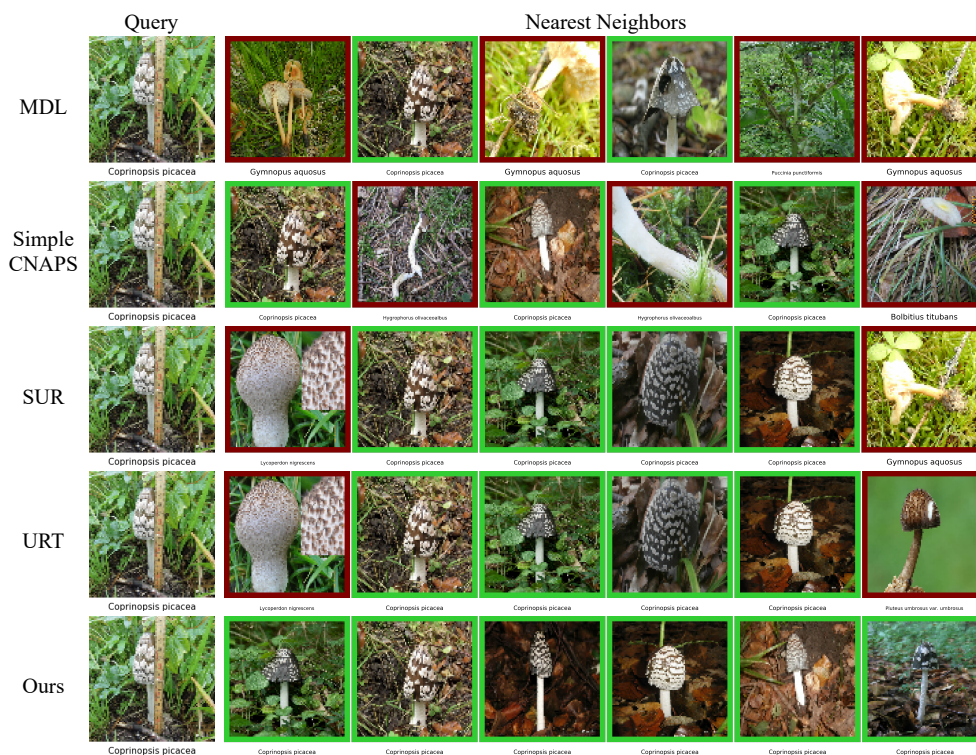 Query Nearest Neighbors
MDL
Coprinopsis picacea Gymnopus aquosus Coprinopsis picacea Gymnopus aquosus Coprinopsis picacea Puccinia punctiformis Gymnopus aquosus
Simple
CNAPS
Coprinopsis picacea Coprinopsis picacea Hygrophorus olivaceoalbus Coprinopsis picacea Hygrophorus olivaceoalbus Coprinopsis picacea Bolbitius titubans
SUR
Coprinopsis picacea Lycoperdon nigrescens Coprinopsis picacea Coprinopsis picacea Coprinopsis picacea Coprinopsis picacea Gymnopus aquosus
URT
Coprinopsis picacea Lycoperdon nigrescens Coprinopsis picacea Coprinopsis picacea Coprinopsis picacea Coprinopsis picacea Pluteus umbrosus var. umbrosus
Ours
Coprinopsis picacea Coprinopsis picacea Coprinopsis picacea Coprinopsis picacea Coprinopsis picacea Coprinopsis picacea Coprinopsis picacea